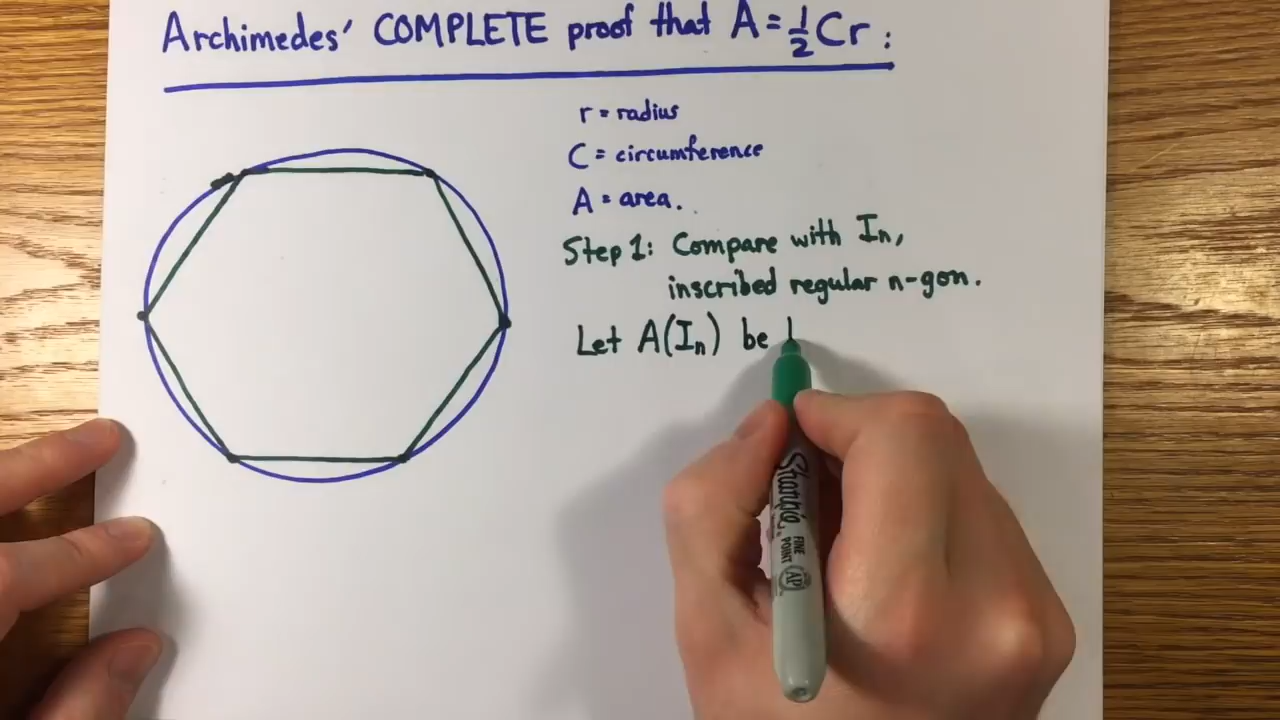 Archimedes' COMPLETE proof that A = ½Cr:
r = radius
C = circumference
A = area.
Step 1: Compare with Iₙ,
inscribed regular n-gon.
Let A(Iₙ) be
Sharpie
FINE
POINT
AP